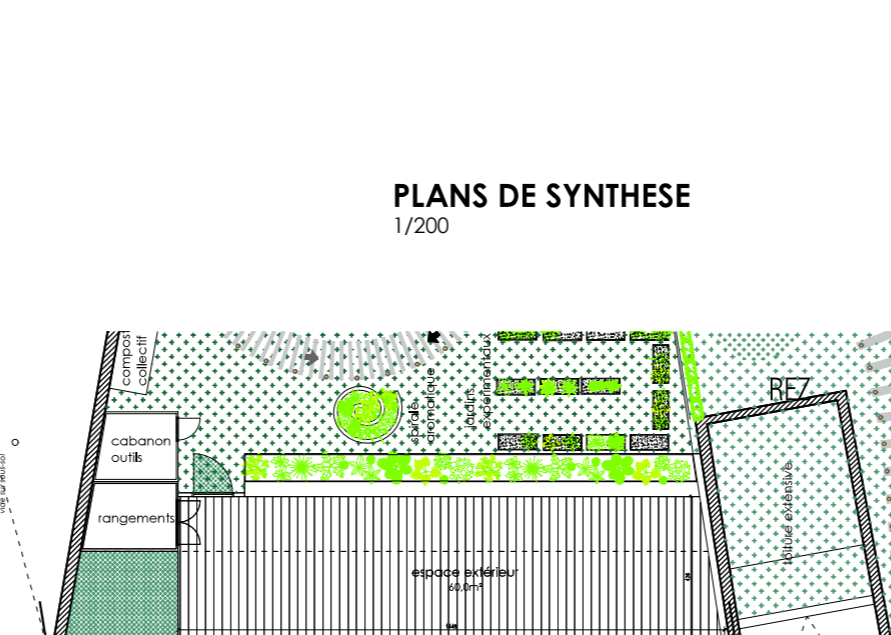 PLANS DE SYNTHESE
1/200
compost
collectif
spirale
aromatique
jardins
expérimentaux
REZ
cabanon
outils
rangements
toiture extensive
espace extérieur
60,0m²